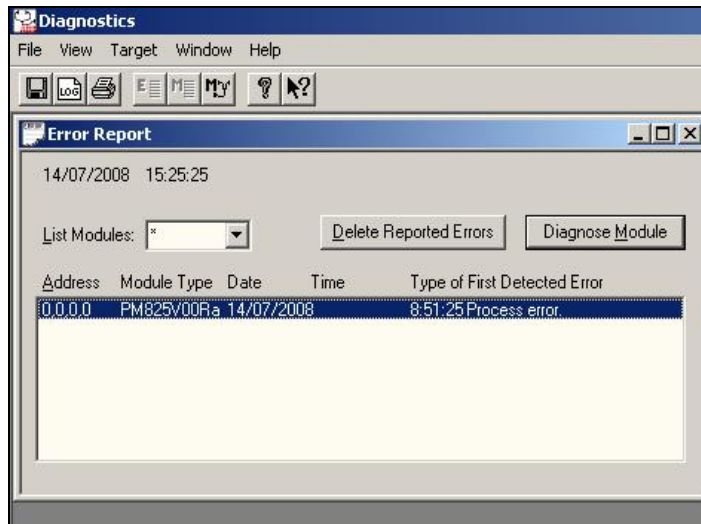 Diagnostics
File View Target Window Help
LOG E M M
Error Report
14/07/2008 15:25:25
List Modules: * Delete Reported Errors Diagnose Module
Address Module Type Date Time Type of First Detected Error
0,0,0,0 PM825V00Ra 14/07/2008 8:51:25 Process error.